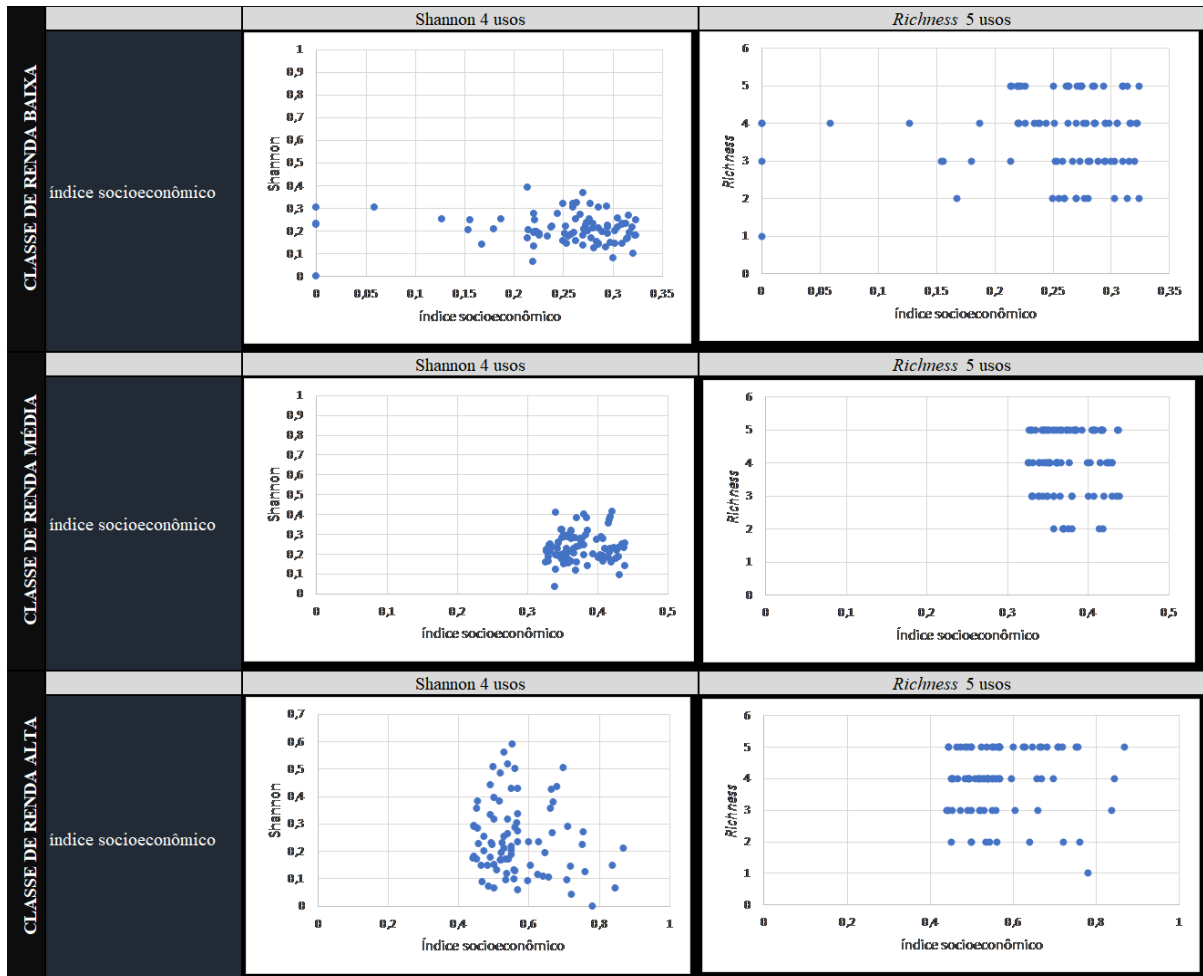 Shannon 4 usos
Richness 5 usos
CLASSE DE RENDA BAIXA
índice socioeconômico
Shannon
1
0,9
0,8
0,7
0,6
0,5
0,4
0,3
0,2
0,1
0
0 0,05 0,1 0,15 0,2 0,25 0,3 0,35
índice socioeconômico
Richness
6
5
4
3
2
1
0
0 0,05 0,1 0,15 0,2 0,25 0,3 0,35
índice socioeconômico
Shannon 4 usos
Richness 5 usos
CLASSE DE RENDA MÉDIA
índice socioeconômico
Shannon
1
0,9
0,8
0,7
0,6
0,5
0,4
0,3
0,2
0,1
0
0 0,1 0,2 0,3 0,4 0,5
Índice socioeconômico
Richness
6
5
4
3
2
1
0
0 0,1 0,2 0,3 0,4 0,5
Índice socioeconômico
Shannon 4 usos
Richness 5 usos
CLASSE DE RENDA ALTA
índice socioeconômico
Shannon
0,7
0,6
0,5
0,4
0,3
0,2
0,1
0
0 0,2 0,4 0,6 0,8 1
Índice socioeconômico
Richness
6
5
4
3
2
1
0
0 0,2 0,4 0,6 0,8 1
índice socioeconômico